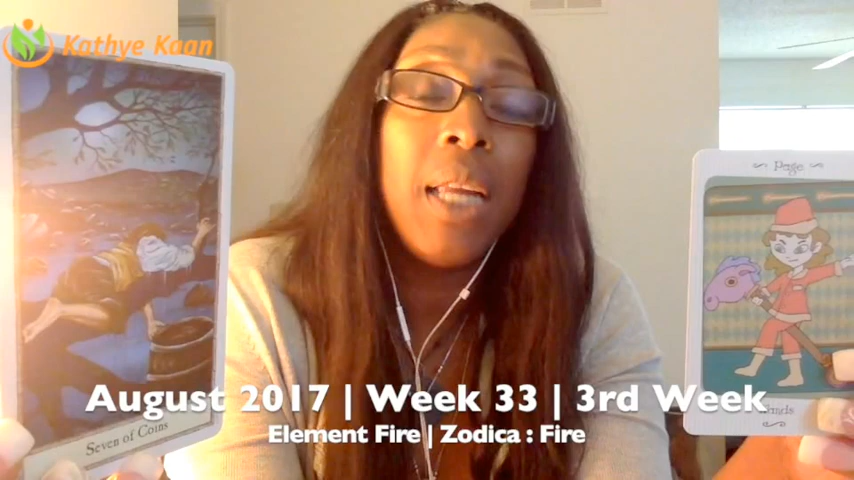 Kathye Kaan
Page
Seven of Coins
August 2017 | Week 33 | 3rd Week
Element Fire | Zodica : Fire